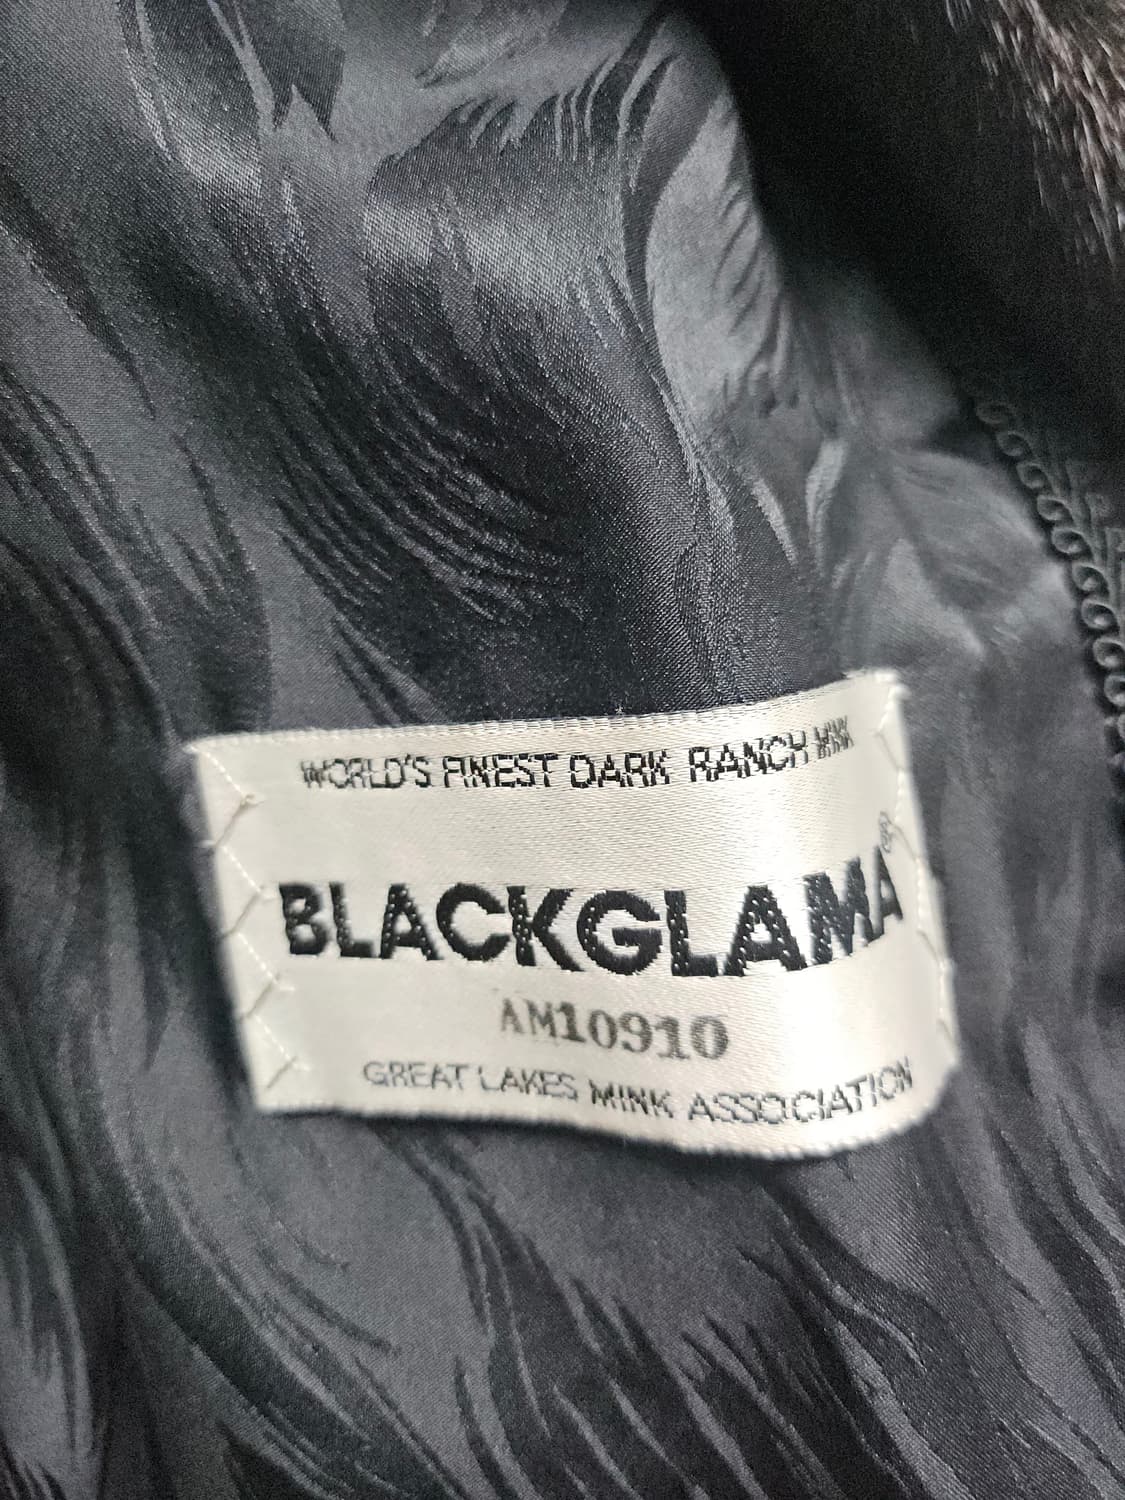 WORLD'S FINEST DARK RANCH MINK
BLACKGLAMA®
AM10910
GREAT LAKES MINK ASSOCIATION